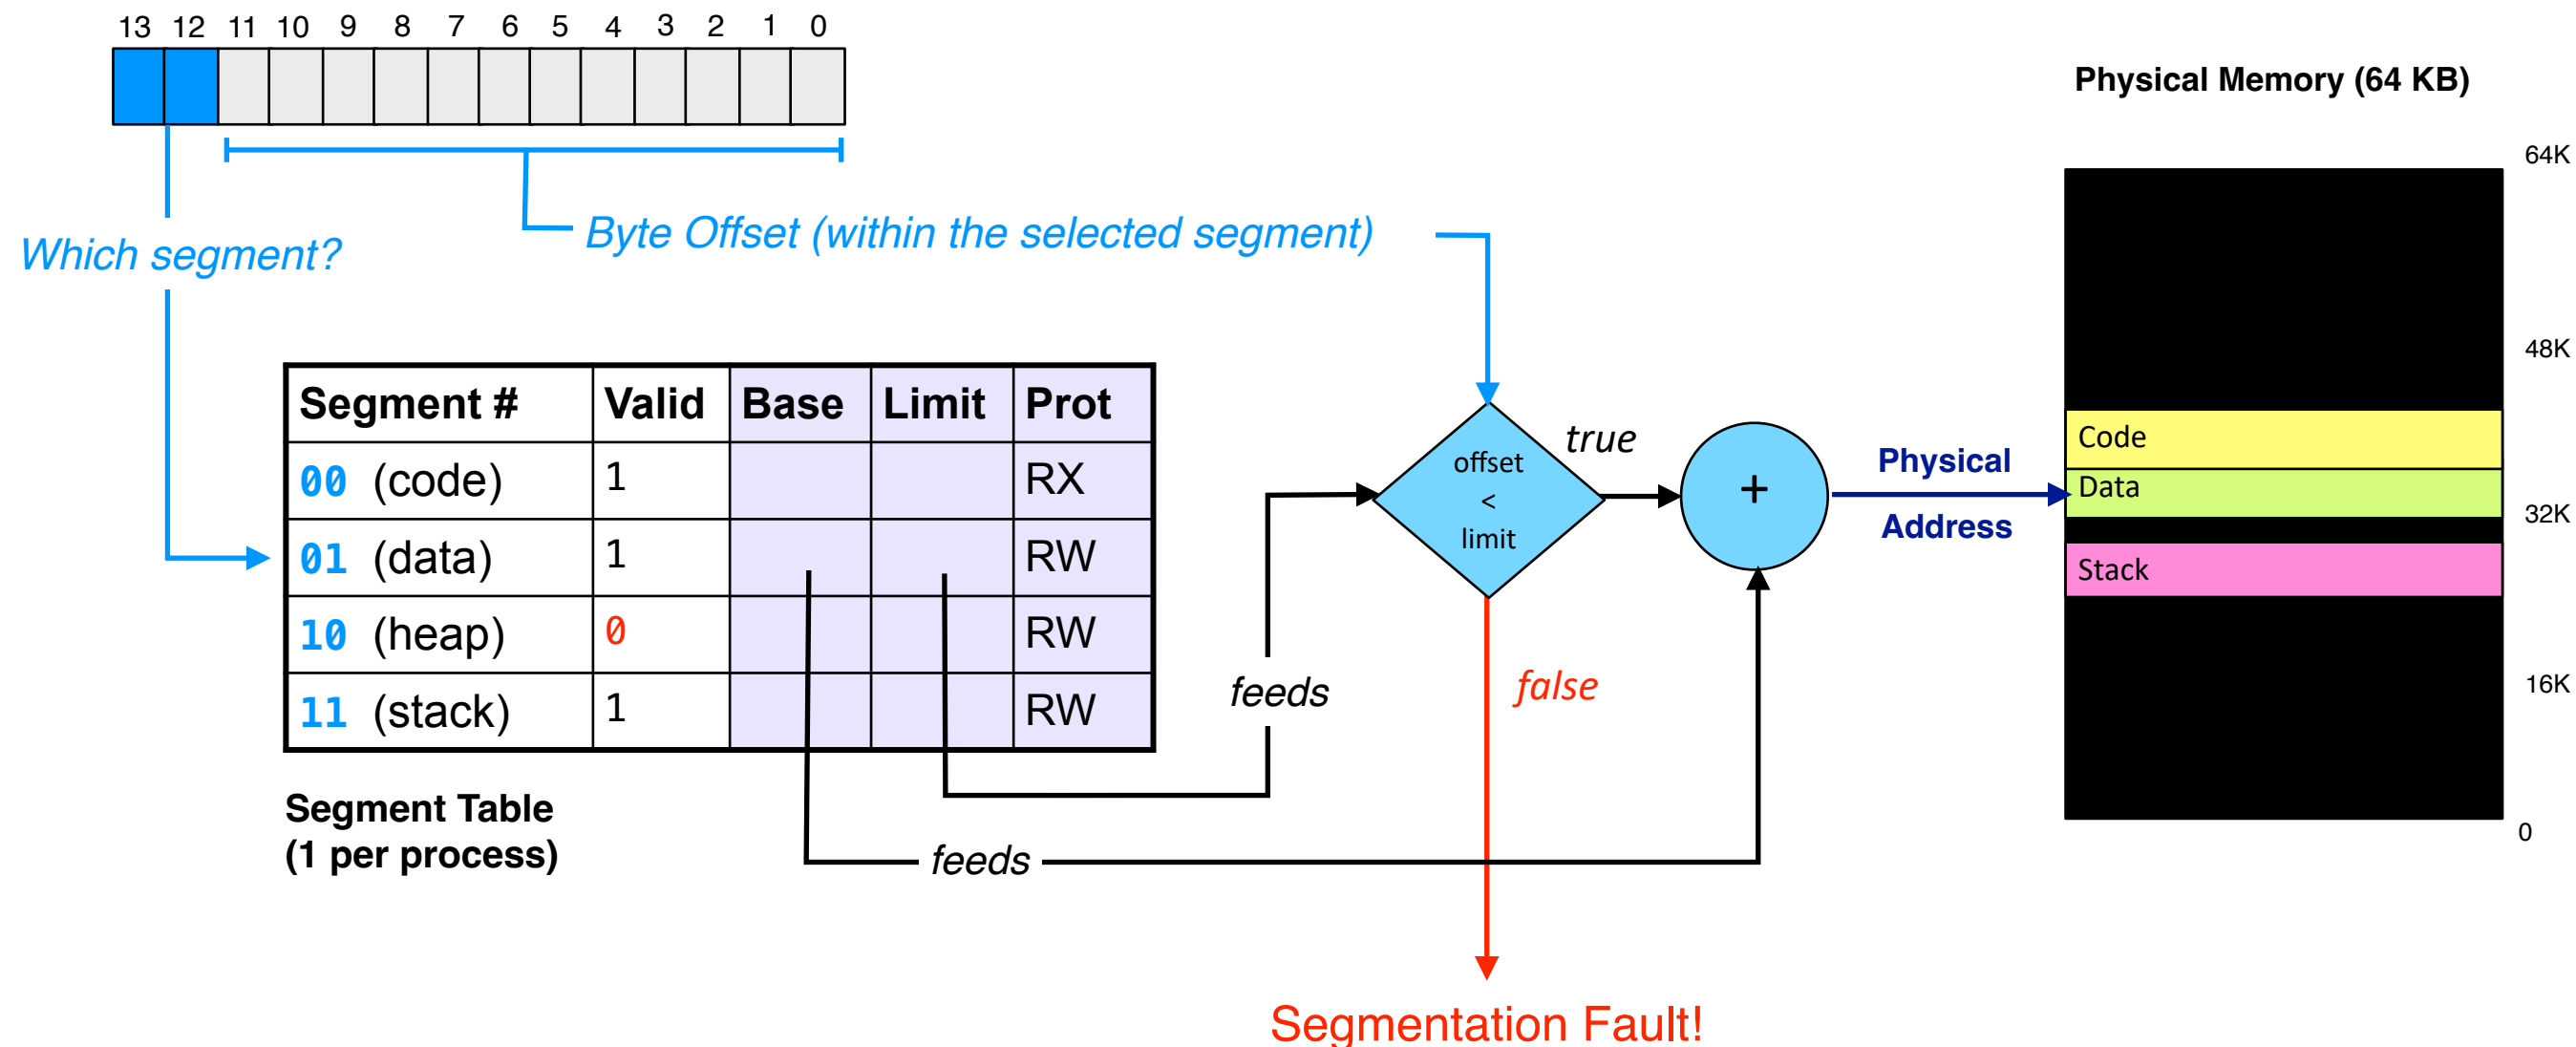 13 12 11 10 9 8 7 6 5 4 3 2 1 0
Which segment?
Byte Offset (within the selected segment)
Segment # Valid Base Limit Prot
00 (code) 1 RX
01 (data) 1 RW
10 (heap) 0 RW
11 (stack) 1 RW
Segment Table
(1 per process)
feeds
feeds
offset
<
limit
true
false
Segmentation Fault!
+
Physical
Address
Physical Memory (64 KB)
64K
48K
Code
Data
32K
Stack
16K
0